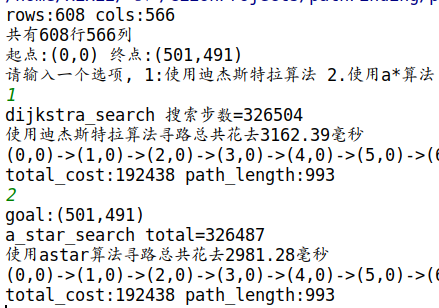 rows:608 cols:566
共有608行566列
起点:(0,0) 终点:(501,491)
请输入一个选项, 1:使用迪杰斯特拉算法 2.使用a*算法
1
dijkstra_search 搜索步数=326504
使用迪杰斯特拉算法寻路总共花去3162.39毫秒
(0,0)->(1,0)->(2,0)->(3,0)->(4,0)->(5,0)->(6
total_cost:192438 path_length:993
2
goal:(501,491)
a_star_search total=326487
使用astar算法寻路总共花去2981.28毫秒
(0,0)->(1,0)->(2,0)->(3,0)->(4,0)->(5,0)->(6
total_cost:192438 path_length:993